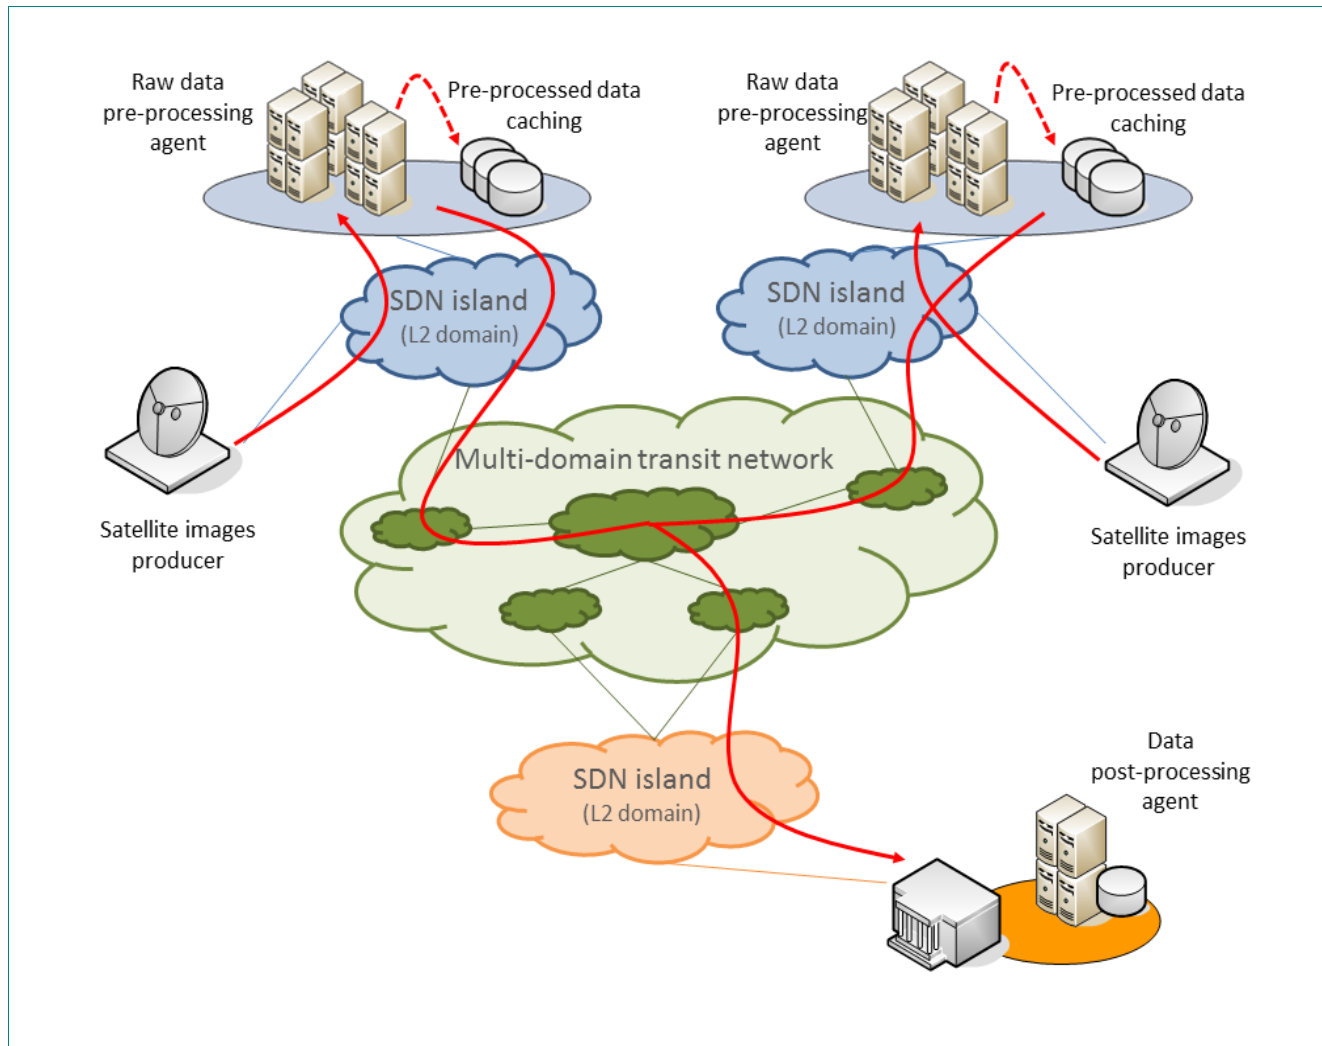 Raw data
pre-processing
agent
Pre-processed data
caching
Raw data
pre-processing
agent
Pre-processed data
caching
SDN island
(L2 domain)
SDN island
(L2 domain)
Multi-domain transit network
Satellite images
producer
Satellite images
producer
SDN island
(L2 domain)
Data
post-processing
agent